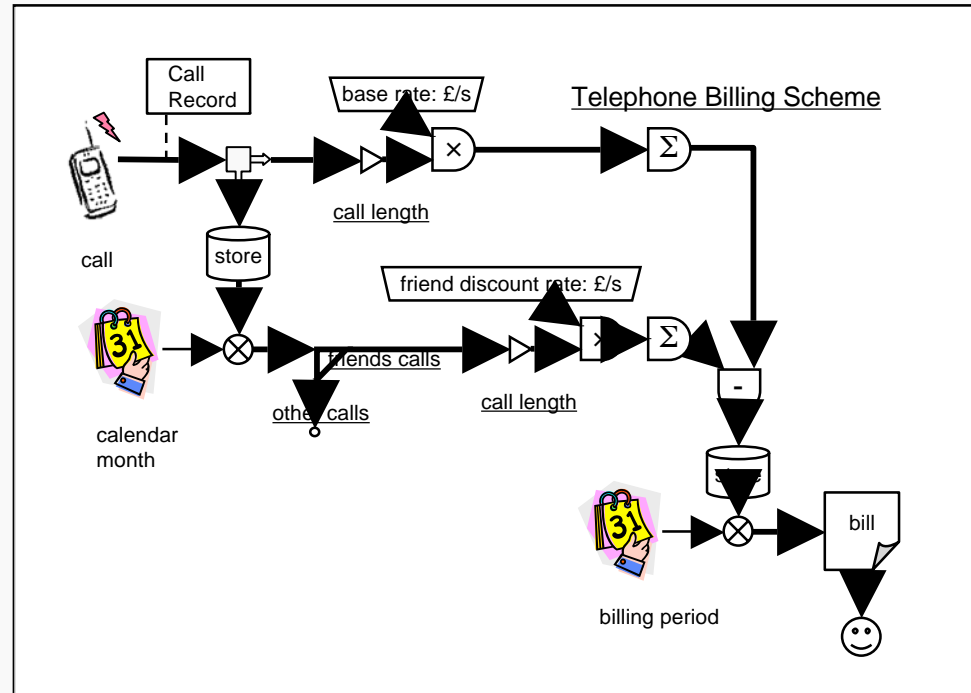 Telephone Billing Scheme
Call
Record
base rate: £/s
×
Σ
call length
call
store
friend discount rate: £/s
31
×
Σ
friends calls
-
other calls
call length
calendar
month
31
bill
billing period